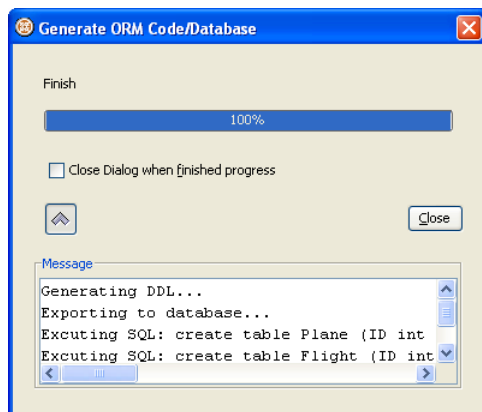 Generate ORM Code/Database
Finish
100%
Close Dialog when finished progress
Close
Message
Generating DDL...
Exporting to database...
Excuting SQL: create table Plane (ID int
Excuting SQL: create table Flight (ID int